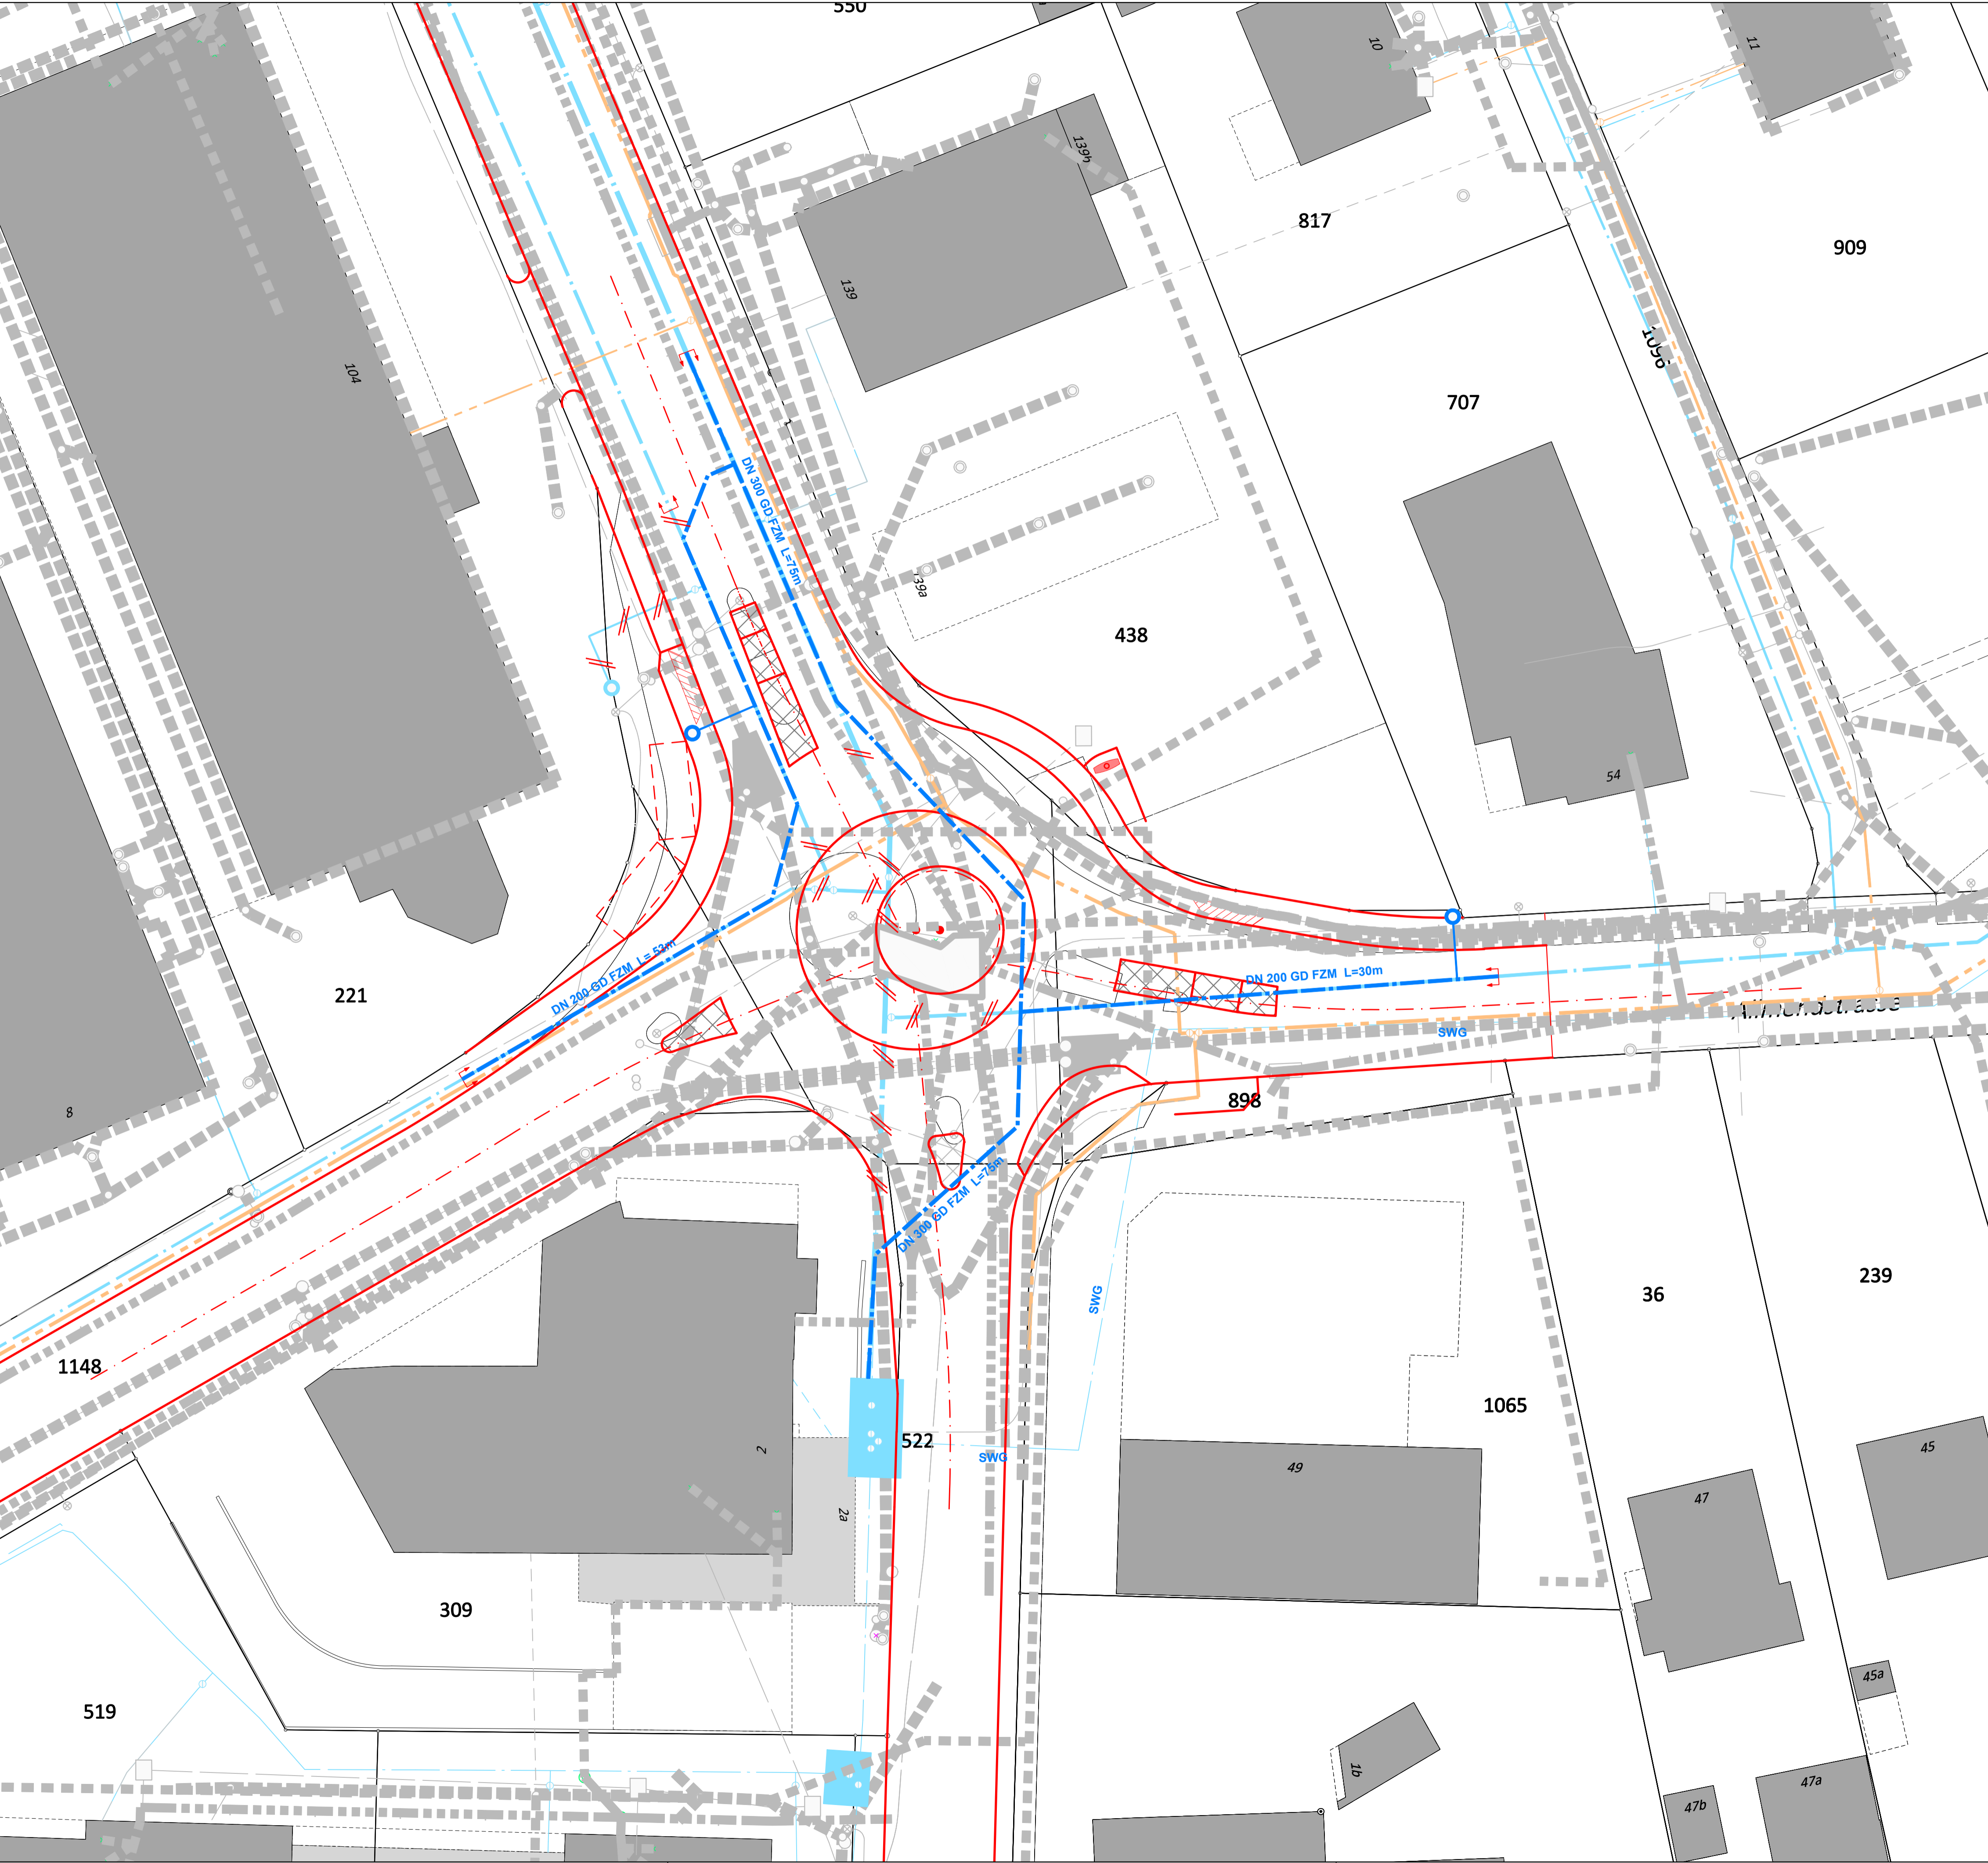 550
10
11
139b
817
909
139
1096
104
707
DN 300 GD FZM L=75m
139a
438
54
DN 200 GD FZM L= 53m
DN 200 GD FZM L=30m
221
Allmendstrasse
SWG
898
8
DN 300 GD FZM L=75m
SWG
36
239
1148
1065
522
SWG
2
49
45
47
2a
309
45a
519
1b
47a
47b